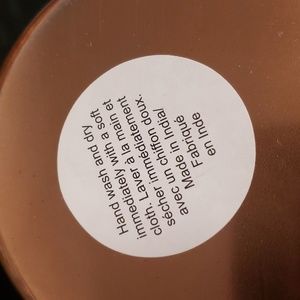 Hand wash and dry
immediately with a soft
cloth. Laver à la main et
sécher immédiatement
avec un chiffon doux.
Made in India/
Fabriqué
en Inde